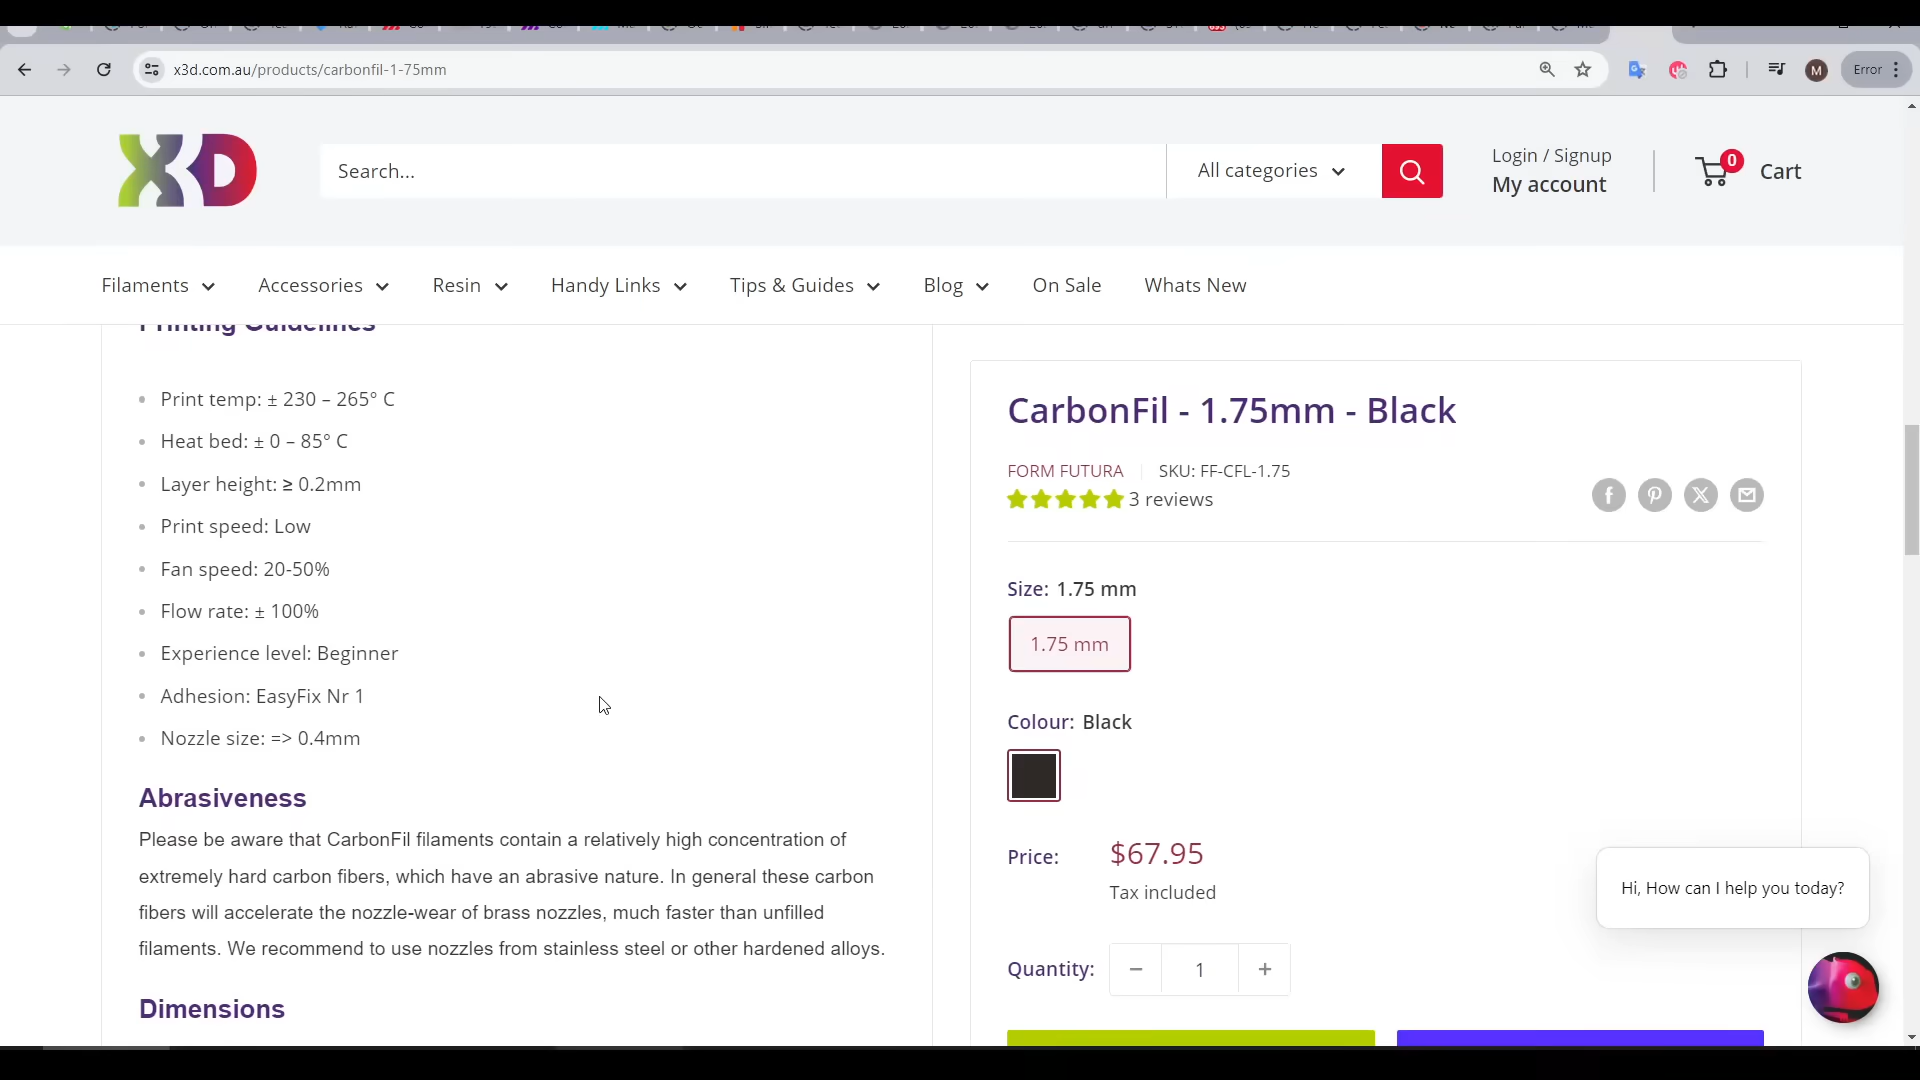 x3d.com.au/products/carbonfil-1-75mm
M
Error
XD
Search...
All categories
Login / Signup
My account
0
Cart
Filaments
Accessories
Resin
Handy Links
Tips & Guides
Blog
On Sale
Whats New
Printing Guidelines
Print temp: ± 230 – 265° C
Heat bed: ± 0 – 85° C
Layer height: ≥ 0.2mm
Print speed: Low
Fan speed: 20-50%
Flow rate: ± 100%
Experience level: Beginner
Adhesion: EasyFix Nr 1
Nozzle size: => 0.4mm
Abrasiveness
Please be aware that CarbonFil filaments contain a relatively high concentration of
extremely hard carbon fibers, which have an abrasive nature. In general these carbon
fibers will accelerate the nozzle-wear of brass nozzles, much faster than unfilled
filaments. We recommend to use nozzles from stainless steel or other hardened alloys.
Dimensions
CarbonFil - 1.75mm - Black
FORM FUTURA
SKU: FF-CFL-1.75
3 reviews
Size: 1.75 mm
1.75 mm
Colour: Black
Price: $67.95
Tax included
Quantity: − 1 +
Hi, How can I help you today?